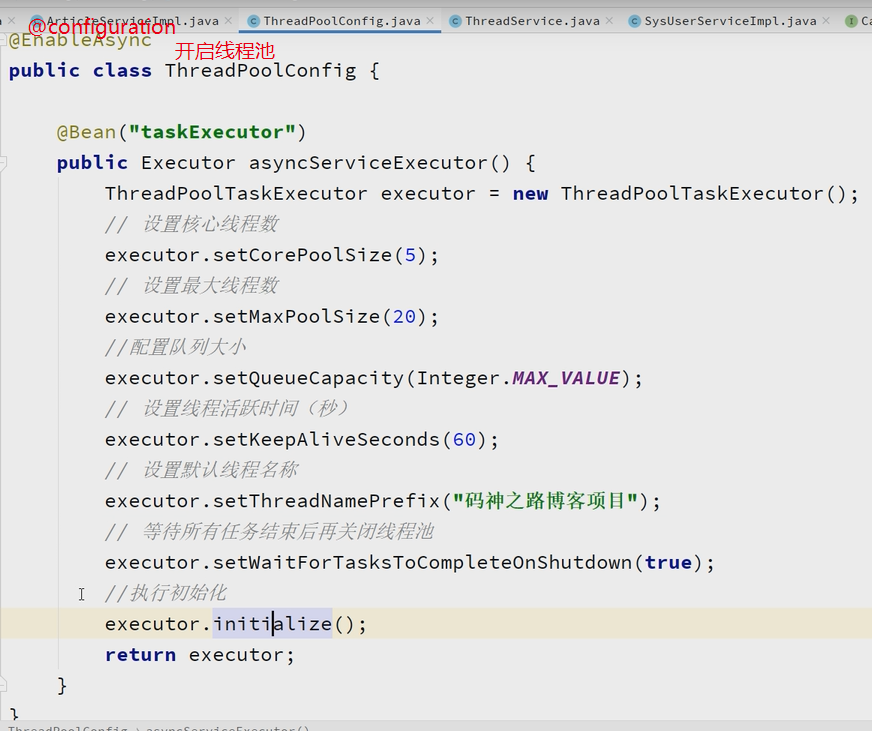 ArticleServiceImpl.java × ThreadPoolConfig.java × ThreadService.java × SysUserServiceImpl.java ×
@configuration
@EnableAsync
开启线程池
public class ThreadPoolConfig {
@Bean("taskExecutor")
public Executor asyncServiceExecutor() {
ThreadPoolTaskExecutor executor = new ThreadPoolTaskExecutor();
// 设置核心线程数
executor.setCorePoolSize(5);
// 设置最大线程数
executor.setMaxPoolSize(20);
//配置队列大小
executor.setQueueCapacity(Integer.MAX_VALUE);
// 设置线程活跃时间（秒）
executor.setKeepAliveSeconds(60);
// 设置默认线程名称
executor.setThreadNamePrefix("码神之路博客项目");
// 等待所有任务结束后再关闭线程池
executor.setWaitForTasksToCompleteOnShutdown(true);
//执行初始化
executor.initialize();
return executor;
}
}
ThreadPoolConfig › asyncServiceExecutor()